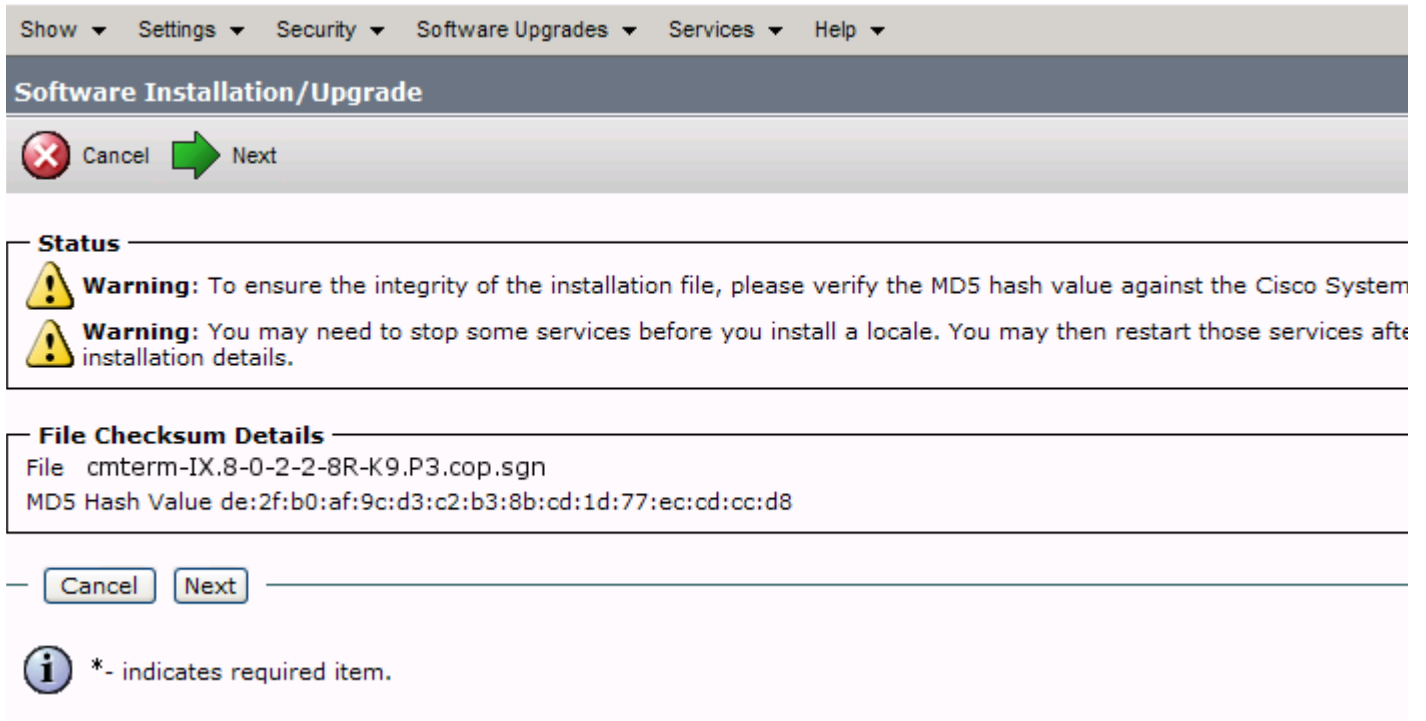 Show Settings Security Software Upgrades Services Help
Software Installation/Upgrade
Cancel Next
Status
Warning: To ensure the integrity of the installation file, please verify the MD5 hash value against the Cisco System
Warning: You may need to stop some services before you install a locale. You may then restart those services afte
installation details.
File Checksum Details
File cmterm-IX.8-0-2-2-8R-K9.P3.cop.sgn
MD5 Hash Value de:2f:b0:af:9c:d3:c2:b3:8b:cd:1d:77:ec:cd:cc:d8
Cancel Next
*- indicates required item.